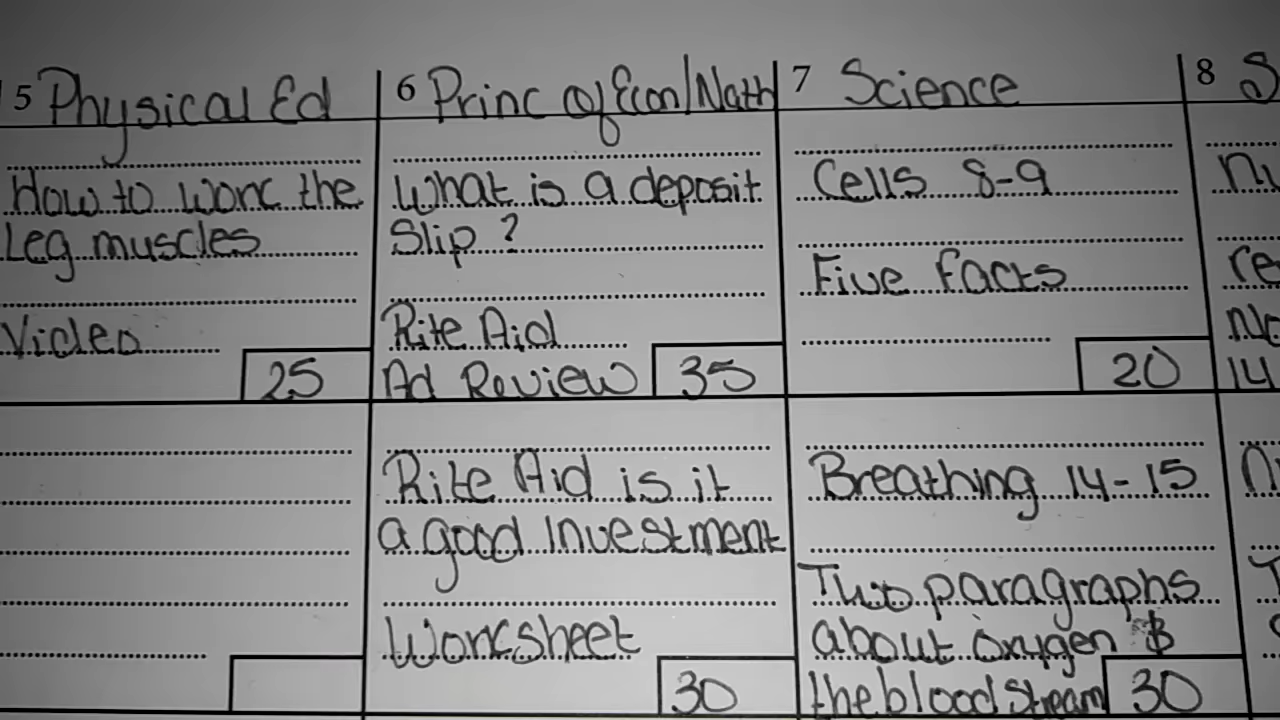 5 Physical Ed
How to work the
Leg muscles
Video
25
6 Princ of Econ/Math
What is a deposit
Slip?
Rite Aid
Ad Review
35
7 Science
Cells 8-9
Five facts
20
8 S
Rite Aid is it
a good investment
Worksheet
30
Breathing 14-15
Two paragraphs
about oxygen &
the blood stream
30
14